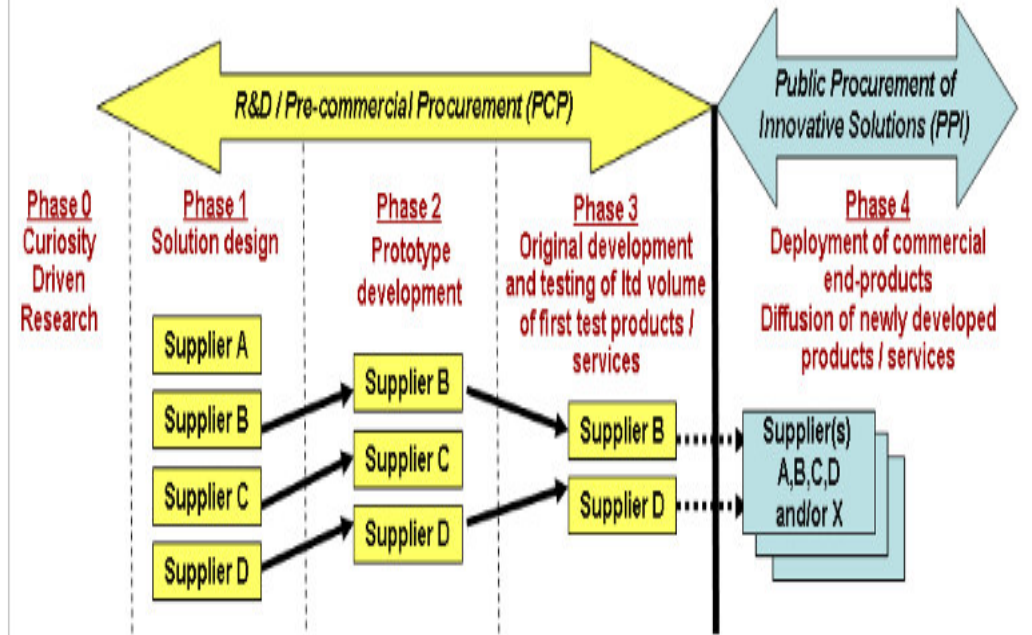 R&D / Pre-commercial Procurement (PCP)
Public Procurement of
Innovative Solutions (PPI)
Phase 0
Curiosity
Driven
Research
Phase 1
Solution design
Phase 2
Prototype
development
Phase 3
Original development
and testing of ltd volume
of first test products /
services
Phase 4
Deployment of commercial
end-products
Diffusion of newly developed
products / services
Supplier A
Supplier B
Supplier C
Supplier D
Supplier B
Supplier C
Supplier D
Supplier B
Supplier D
Supplier(s)
A,B,C,D
and/or X